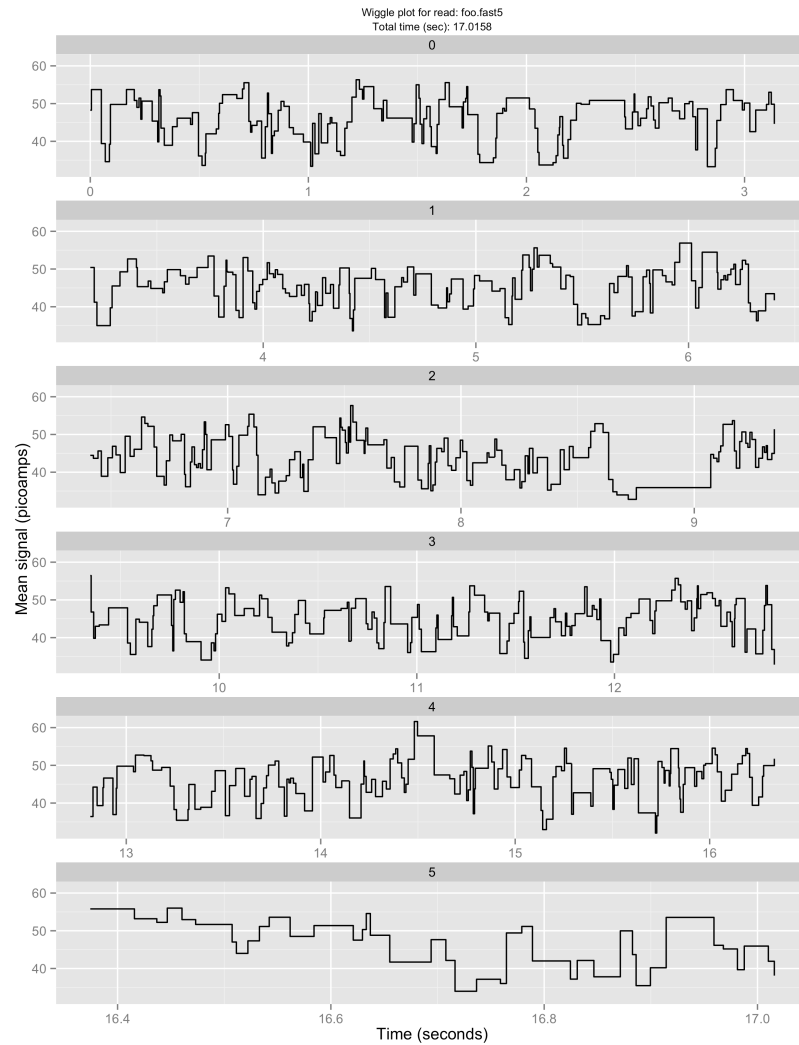 Wiggle plot for read: foo.fast5
Total time (sec): 17.0158
0
60
50
40
0 1 2 3
1
60
50
40
4 5 6
2
60
50
40
7 8 9
3
60
50
40
10 11 12
4
60
50
40
13 14 15 16
5
60
50
40
16.4 16.6 16.8 17.0
Mean signal (picoamps)
Time (seconds)